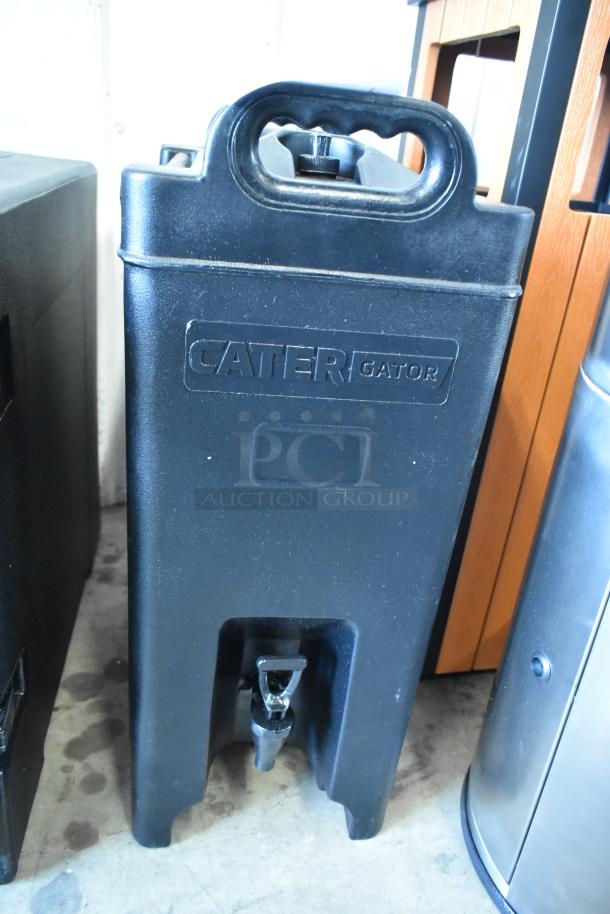 CATER GATOR
PCI
AUCTION GROUP